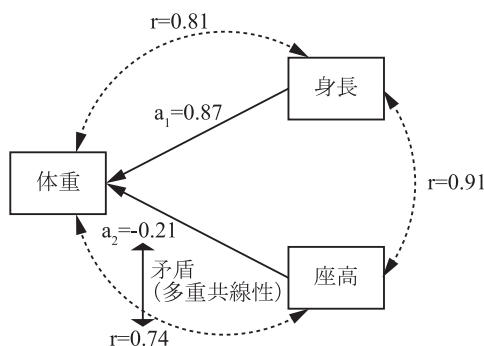 r=0.81
身長
a₁=0.87
体重
r=0.91
a₂=-0.21
矛盾
（多重共線性）
座高
r=0.74